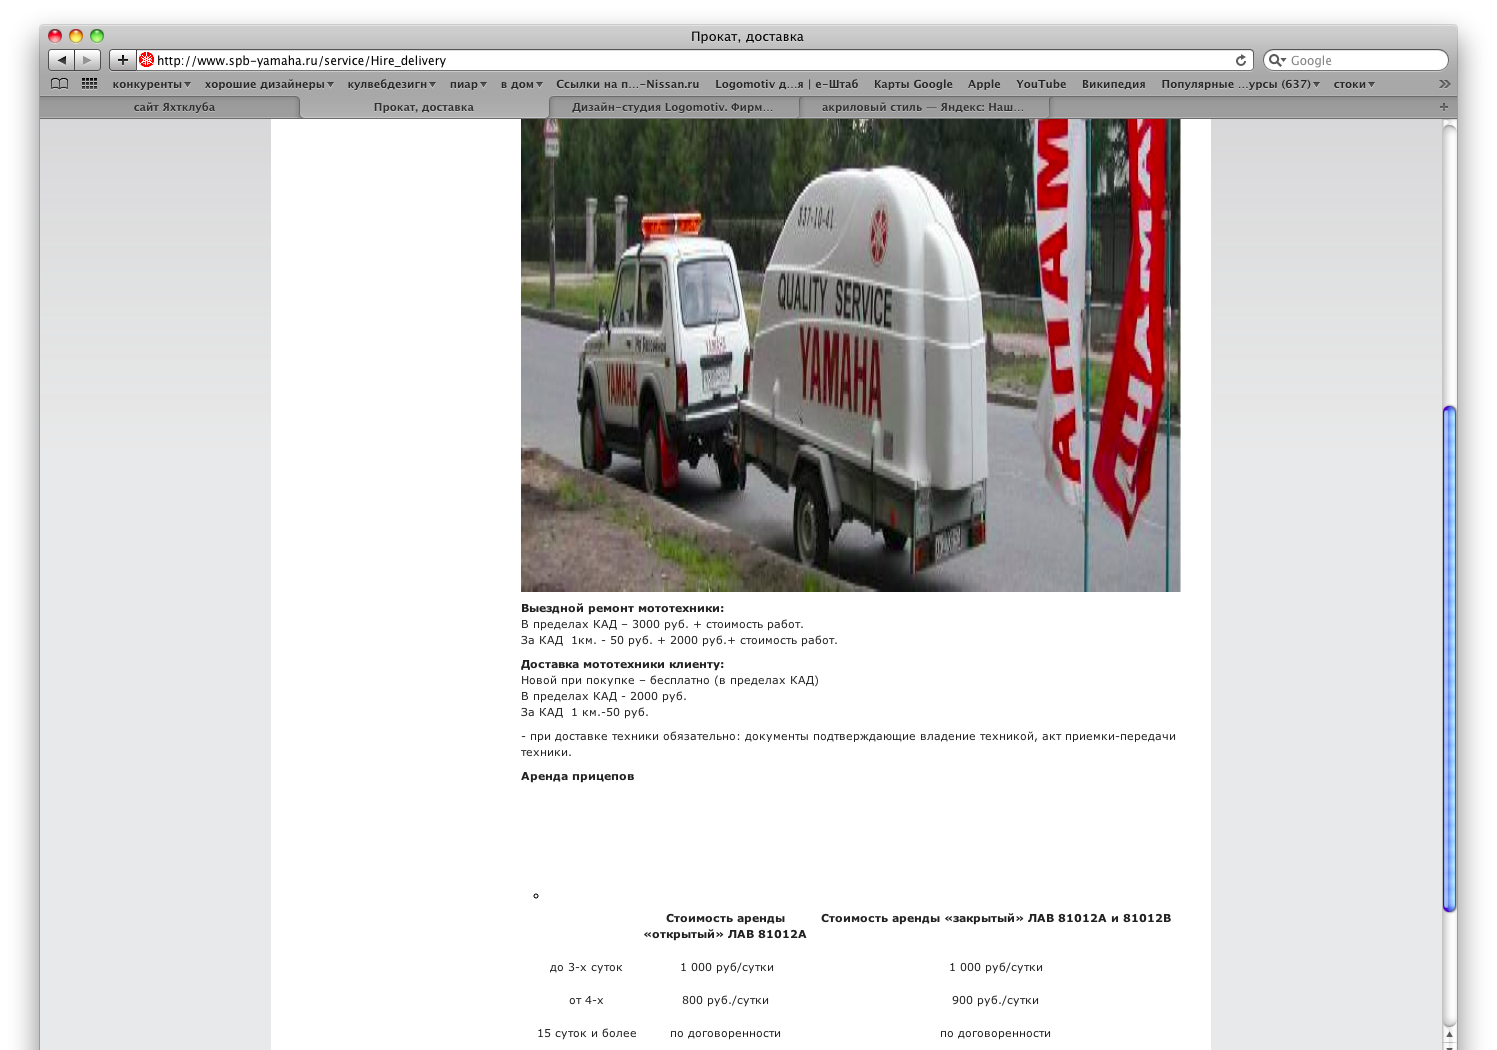 Прокат, доставка
http://www.spb-yamaha.ru/service/Hire_delivery
Google
конкуренты хорошие дизайнеры кулвебдезигн пиар в дом Ссылки на п...-Nissan.ru Logomotiv д...я | е-Штаб Карты Google Apple YouTube Википедия Популярные ...урсы (637) стоки
сайт Яхтклуба Прокат, доставка Дизайн-студия Logomotiv. Фирм... акриловый стиль — Яндекс: Наш...
337-10-41
QUALITY SERVICE
YAMAHA
YAMAHA
YAMAHA
Выездной ремонт мототехники:
В пределах КАД – 3000 руб. + стоимость работ.
За КАД 1км. - 50 руб. + 2000 руб.+ стоимость работ.
Доставка мототехники клиенту:
Новой при покупке – бесплатно (в пределах КАД)
В пределах КАД - 2000 руб.
За КАД 1 км.-50 руб.
- при доставке техники обязательно: документы подтверждающие владение техникой, акт приемки-передачи
техники.
Аренда прицепов
Стоимость аренды Стоимость аренды «закрытый» ЛАВ 81012А и 81012В
«открытый» ЛАВ 81012А
до 3-х суток 1 000 руб/сутки 1 000 руб/сутки
от 4-х 800 руб./сутки 900 руб./сутки
15 суток и более по договоренности по договоренности